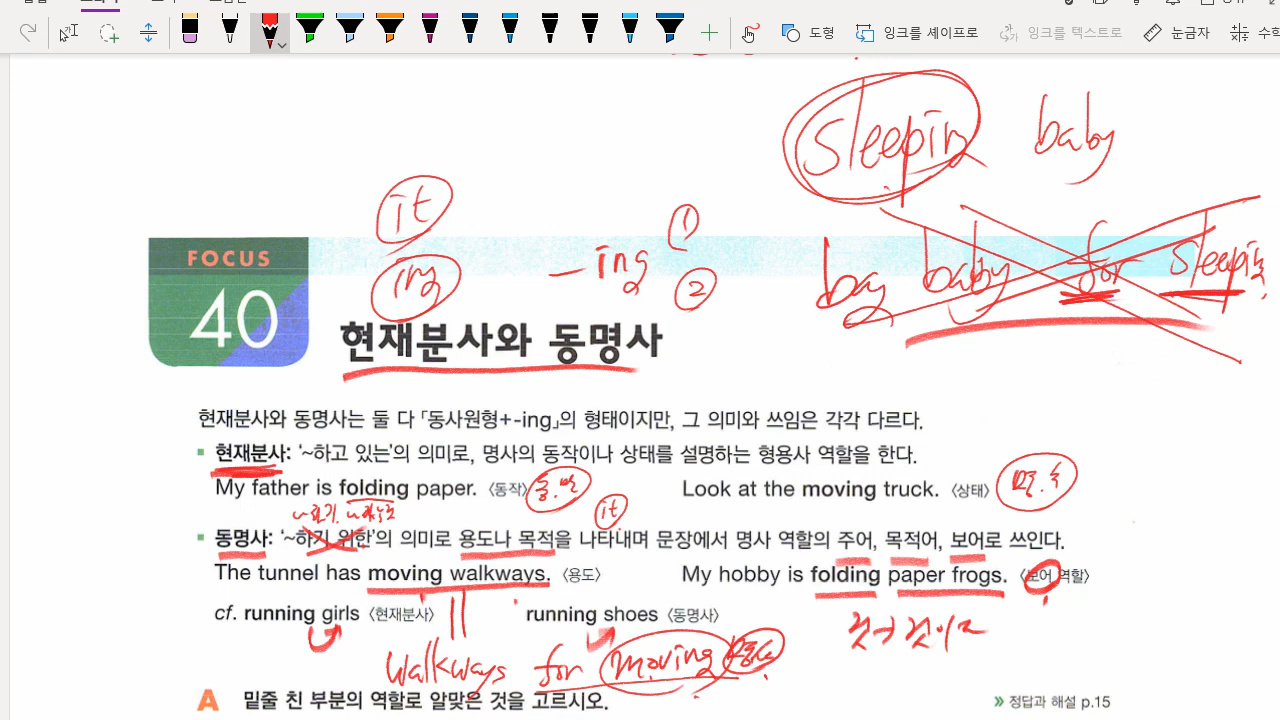 도형 잉크를 셰이프로 잉크를 텍스트로 눈금자
sleepin baby
it
FOCUS
40
ing
-ing ① ②
baby for sleepin
현재분사와 동명사
현재분사와 동명사는 둘 다 「동사원형+-ing」의 형태이지만, 그 의미와 쓰임은 각각 다르다.
현재분사: '~하고 있는'의 의미로, 명사의 동작이나 상태를 설명하는 형용사 역할을 한다.
My father is folding paper. 〈동작〉
Look at the moving truck. 〈상태〉
it
동명사: '~하기 위한'의 의미로 용도나 목적을 나타내며 문장에서 명사 역할의 주어, 목적어, 보어로 쓰인다.
The tunnel has moving walkways. 〈용도〉
My hobby is folding paper frogs. 〈보어 역할〉
cf. running girls 〈현재분사〉 running shoes 〈동명사〉
walkways for moving
A 밑줄 친 부분의 역할로 알맞은 것을 고르시오.
» 정답과 해설 p.15